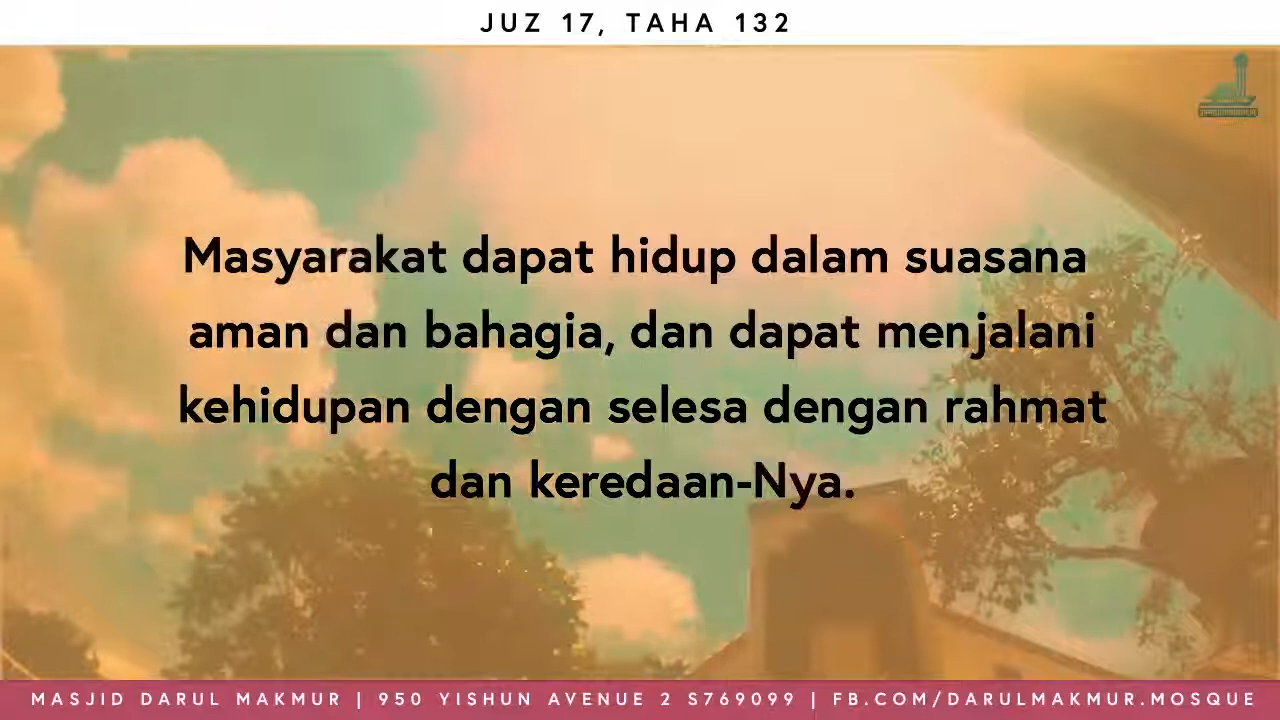 JUZ 17, TAHA 132
Masyarakat dapat hidup dalam suasana
aman dan bahagia, dan dapat menjalani
kehidupan dengan selesa dengan rahmat
dan keredaan-Nya.
MASJID DARUL MAKMUR | 950 YISHUN AVENUE 2 S769099 | FB.COM/DARULMAKMUR.MOSQUE